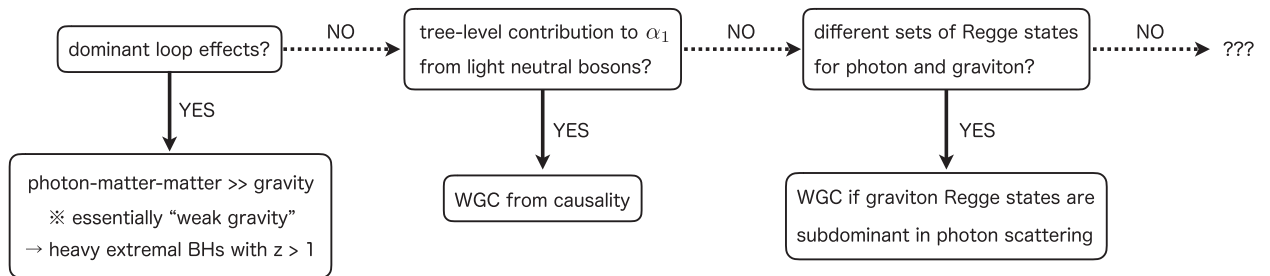 dominant loop effects?
NO
YES
photon-matter-matter >> gravity
※ essentially “weak gravity”
→ heavy extremal BHs with z > 1
tree-level contribution to α₁
from light neutral bosons?
NO
YES
WGC from causality
different sets of Regge states
for photon and graviton?
NO
YES
WGC if graviton Regge states are
subdominant in photon scattering
???